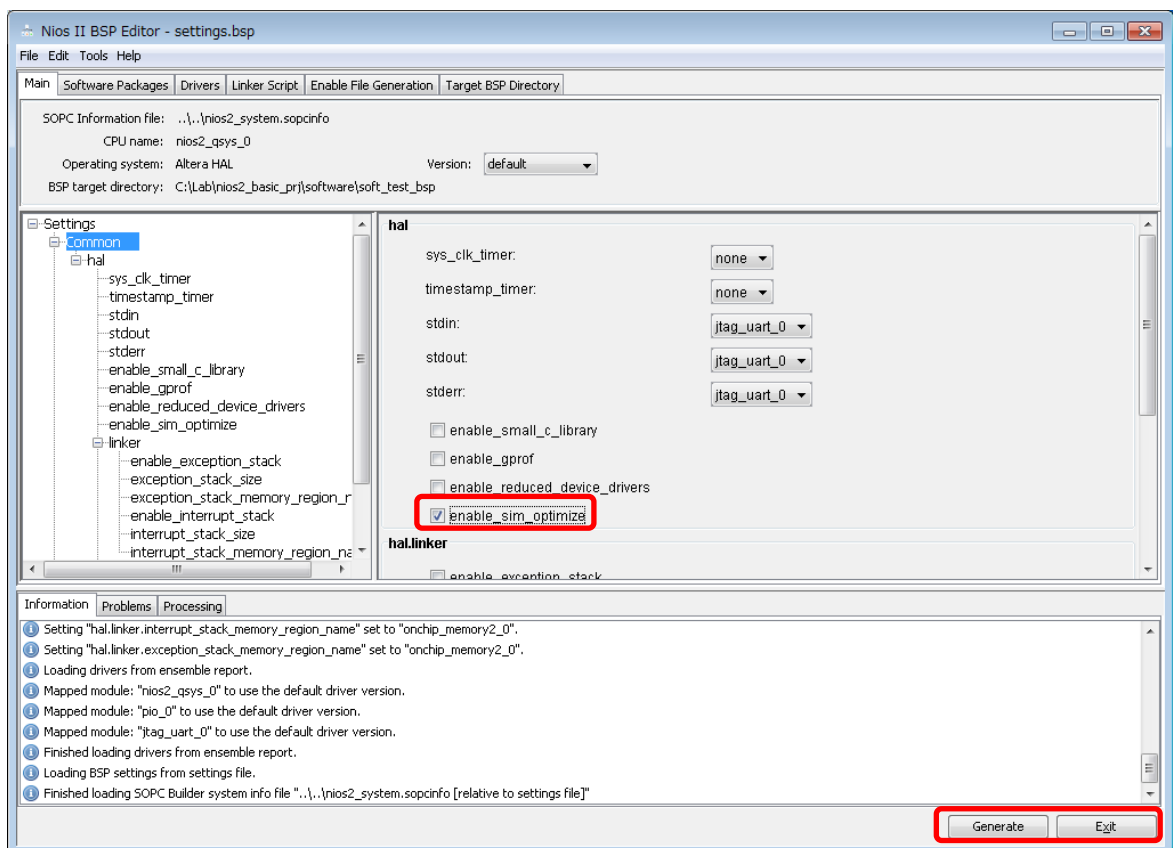 Nios II BSP Editor - settings.bsp
File Edit Tools Help
Main Software Packages Drivers Linker Script Enable File Generation Target BSP Directory
SOPC Information file: ..\..\nios2_system.sopcinfo
CPU name: nios2_qsys_0
Operating system: Altera HAL Version: default
BSP target directory: C:\Lab\nios2_basic_prj\software\soft_test_bsp
Settings
Common
hal
sys_clk_timer
timestamp_timer
stdin
stdout
stderr
enable_small_c_library
enable_gprof
enable_reduced_device_drivers
enable_sim_optimize
linker
enable_exception_stack
exception_stack_size
exception_stack_memory_region_n
enable_interrupt_stack
interrupt_stack_size
interrupt_stack_memory_region_na
hal
sys_clk_timer: none
timestamp_timer: none
stdin: jtag_uart_0
stdout: jtag_uart_0
stderr: jtag_uart_0
enable_small_c_library
enable_gprof
enable_reduced_device_drivers
enable_sim_optimize
hal.linker
enable_exception_stack
Information Problems Processing
Setting "hal.linker.interrupt_stack_memory_region_name" set to "onchip_memory2_0".
Setting "hal.linker.exception_stack_memory_region_name" set to "onchip_memory2_0".
Loading drivers from ensemble report.
Mapped module: "nios2_qsys_0" to use the default driver version.
Mapped module: "pio_0" to use the default driver version.
Mapped module: "jtag_uart_0" to use the default driver version.
Finished loading drivers from ensemble report.
Loading BSP settings from settings file.
Finished loading SOPC Builder system info file "..\..\nios2_system.sopcinfo [relative to settings file]"
Generate Exit